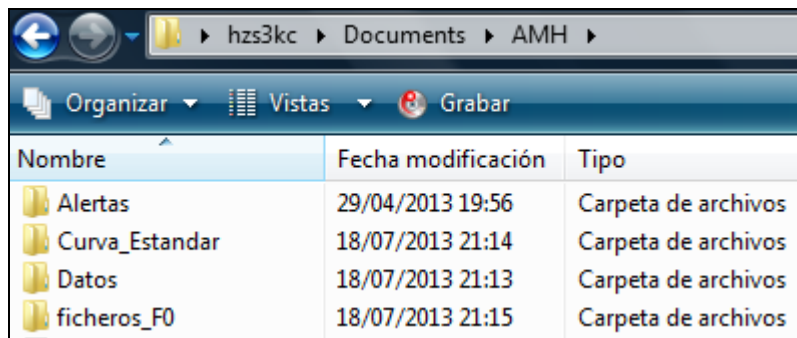 hzs3kc Documents AMH
Organizar Vistas Grabar
Nombre Fecha modificación Tipo
Alertas 29/04/2013 19:56 Carpeta de archivos
Curva_Estandar 18/07/2013 21:14 Carpeta de archivos
Datos 18/07/2013 21:13 Carpeta de archivos
ficheros_F0 18/07/2013 21:15 Carpeta de archivos